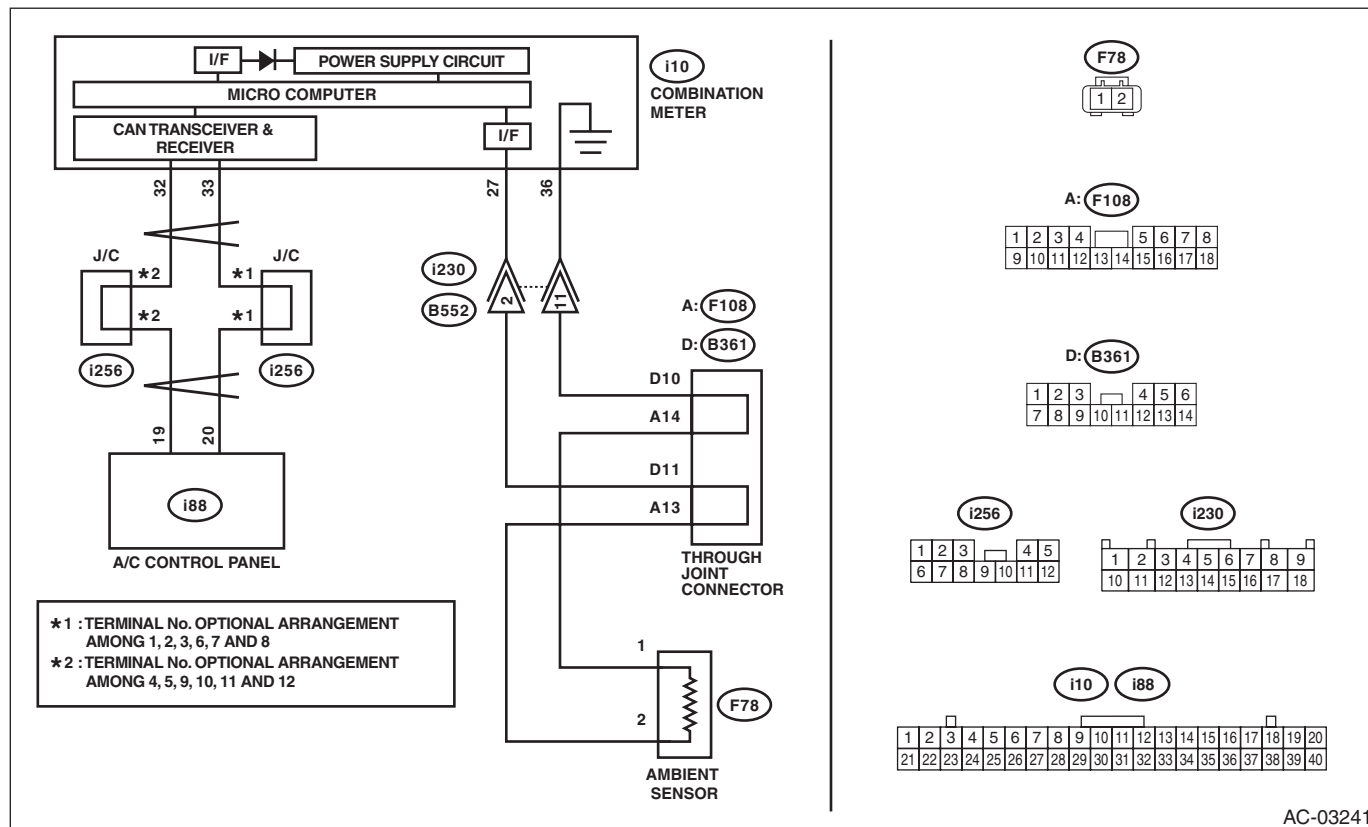 I/F
POWER SUPPLY CIRCUIT
MICRO COMPUTER
CAN TRANSCEIVER &
RECEIVER
I/F
i10
COMBINATION
METER
32
33
27
36
J/C
*2
*1
J/C
*2
*1
i256
i256
i230
B552
2
11
A: F108
D: B361
D10
A14
D11
A13
THROUGH
JOINT
CONNECTOR
19
20
i88
A/C CONTROL PANEL
*1 : TERMINAL No. OPTIONAL ARRANGEMENT
AMONG 1, 2, 3, 6, 7 AND 8
*2 : TERMINAL No. OPTIONAL ARRANGEMENT
AMONG 4, 5, 9, 10, 11 AND 12
1
2
F78
AMBIENT
SENSOR
F78
1 2
A: F108
1 2 3 4 5 6 7 8
9 10 11 12 13 14 15 16 17 18
D: B361
1 2 3 4 5 6
7 8 9 10 11 12 13 14
i256
1 2 3 4 5
6 7 8 9 10 11 12
i230
1 2 3 4 5 6 7 8 9
10 11 12 13 14 15 16 17 18
i10 i88
1 2 3 4 5 6 7 8 9 10 11 12 13 14 15 16 17 18 19 20
21 22 23 24 25 26 27 28 29 30 31 32 33 34 35 36 37 38 39 40
AC-03241